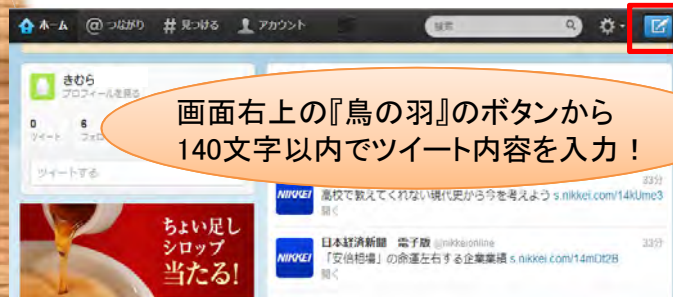 ホーム @つながり #見つける アカウント 検索
きむら
プロフィールを見る
0 6
ツイート フォロ
ツイートする
画面右上の『鳥の羽』のボタンから
140文字以内でツイート内容を入力！
33分
NIKKEI 高校で教えてくれない現代史から今を考えよう s.nikkei.com/14kUme3
開く
日本経済新聞 電子版 @nikkeionline 33分
NIKKEI 「安倍相場」の命運左右する企業業績 s.nikkei.com/14mDf2B
開く
ちょい足し
シロップ
当たる!